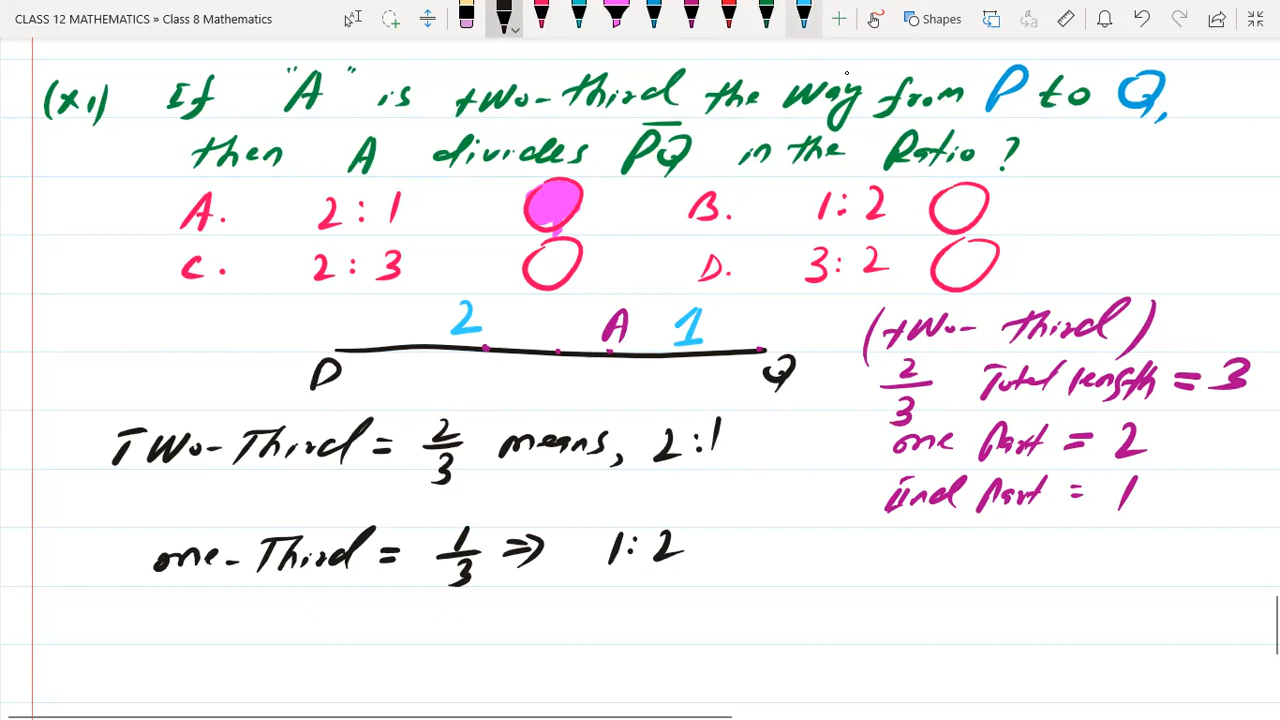 CLASS 12 MATHEMATICS » Class 8 Mathematics
Shapes
(x1) If "A" is two-third the way from P to Q,
then A divides PQ in the Ratio?
A. 2:1 B. 1:2
C. 2:3 D. 3:2
2 A 1
P Q
(two-third)
2/3 Total length = 3
one Part = 2
IInd Part = 1
Two-Third = 2/3 means, 2:1
one-Third = 1/3 ⇒ 1:2